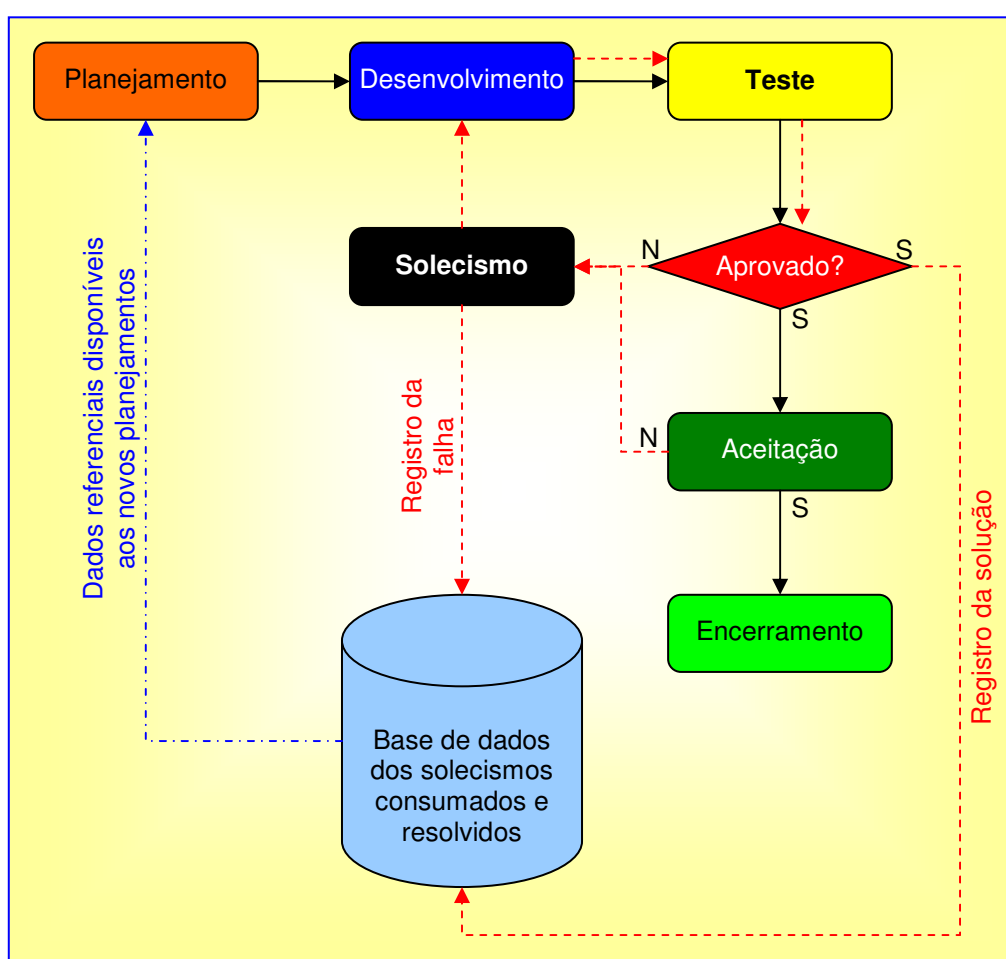 Planejamento
Desenvolvimento
Teste
Solecismo
N
Aprovado?
S
S
Dados referenciais disponíveis
aos novos planejamentos
Registro da
falha
N
Aceitação
S
Registro da solução
Encerramento
Base de dados
dos solecismos
consumados e
resolvidos